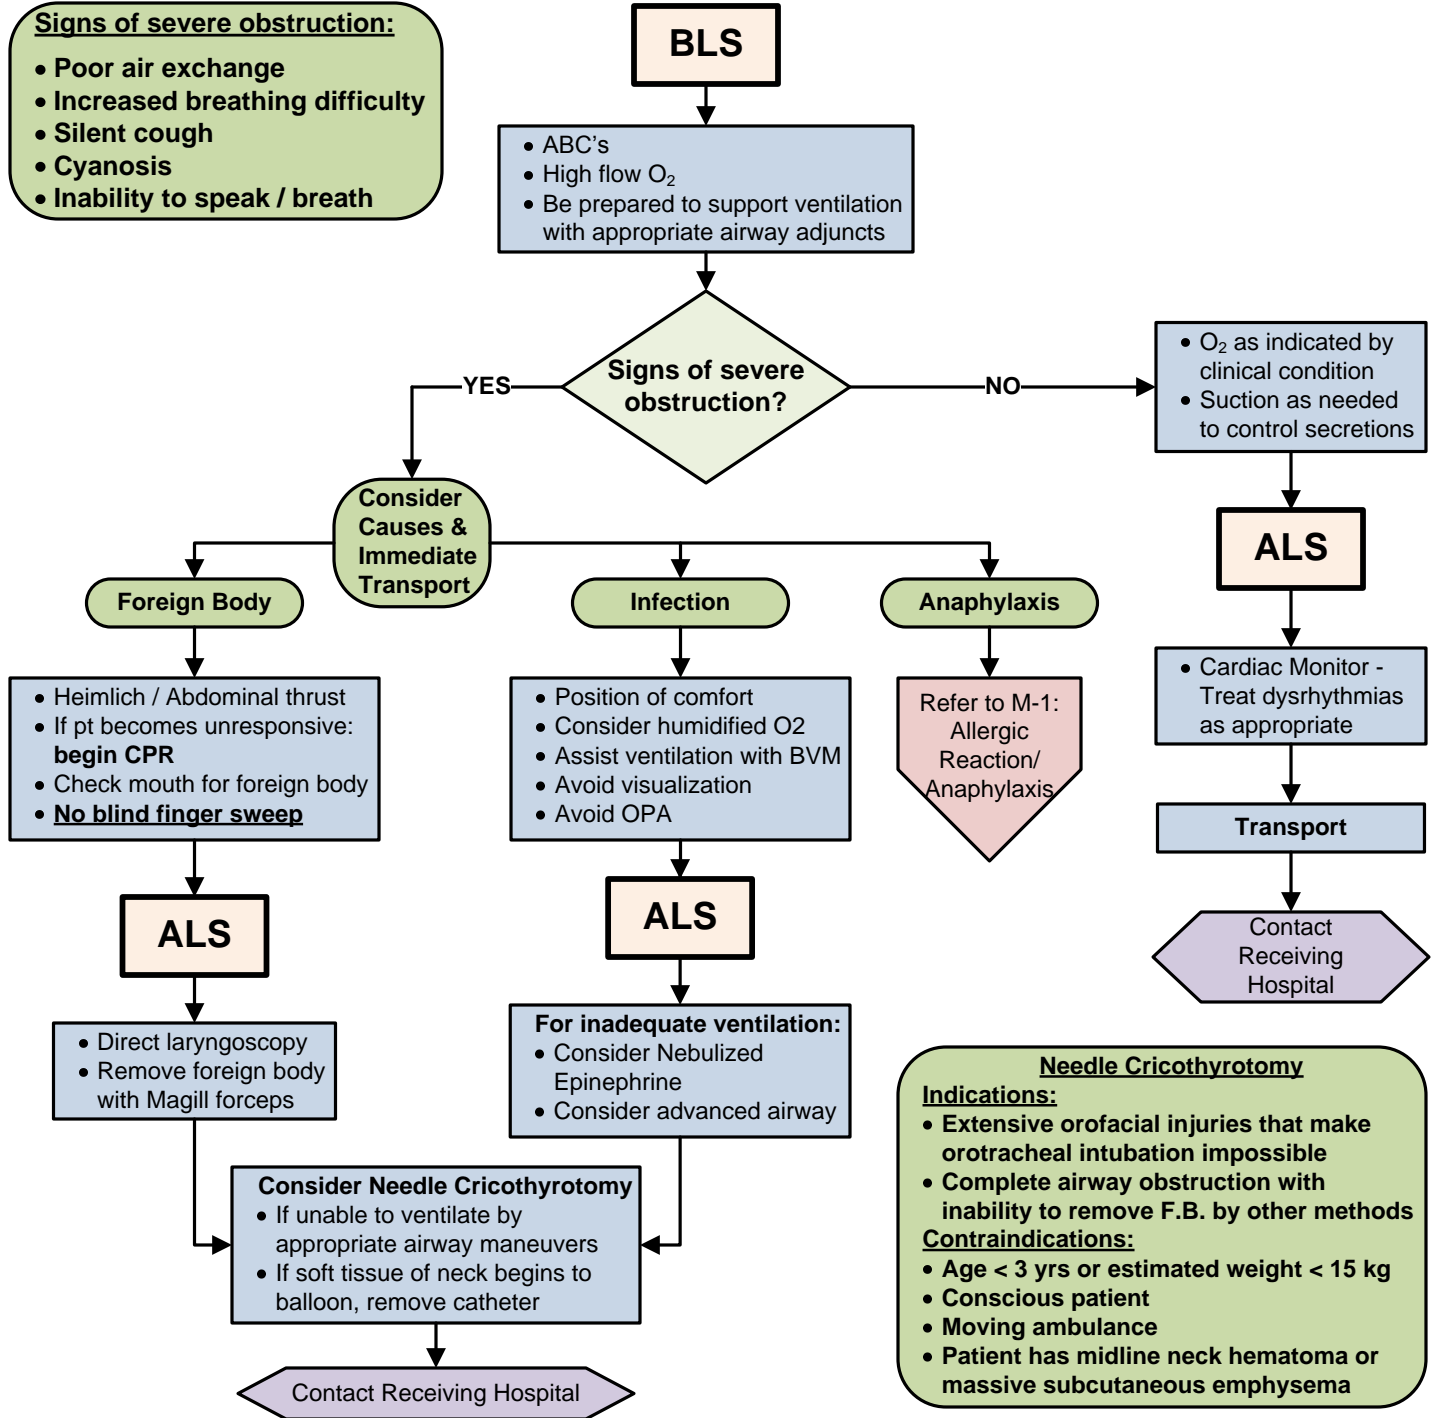 Signs of severe obstruction:
• Poor air exchange
• Increased breathing difficulty
• Silent cough
• Cyanosis
• Inability to speak / breath
BLS
• ABC’s
• High flow O₂
• Be prepared to support ventilation
with appropriate airway adjuncts
Signs of severe
obstruction?
YES
NO
• O₂ as indicated by
clinical condition
• Suction as needed
to control secretions
ALS
• Cardiac Monitor -
Treat dysrhythmias
as appropriate
Transport
Contact
Receiving
Hospital
Consider
Causes &
Immediate
Transport
Foreign Body
• Heimlich / Abdominal thrust
• If pt becomes unresponsive:
begin CPR
• Check mouth for foreign body
• No blind finger sweep
ALS
• Direct laryngoscopy
• Remove foreign body
with Magill forceps
Infection
• Position of comfort
• Consider humidified O2
• Assist ventilation with BVM
• Avoid visualization
• Avoid OPA
ALS
For inadequate ventilation:
• Consider Nebulized
Epinephrine
• Consider advanced airway
Anaphylaxis
Refer to M-1:
Allergic
Reaction/
Anaphylaxis
Consider Needle Cricothyrotomy
• If unable to ventilate by
appropriate airway maneuvers
• If soft tissue of neck begins to
balloon, remove catheter
Contact Receiving Hospital
Needle Cricothyrotomy
Indications:
• Extensive orofacial injuries that make
orotracheal intubation impossible
• Complete airway obstruction with
inability to remove F.B. by other methods
Contraindications:
• Age < 3 yrs or estimated weight < 15 kg
• Conscious patient
• Moving ambulance
• Patient has midline neck hematoma or
massive subcutaneous emphysema